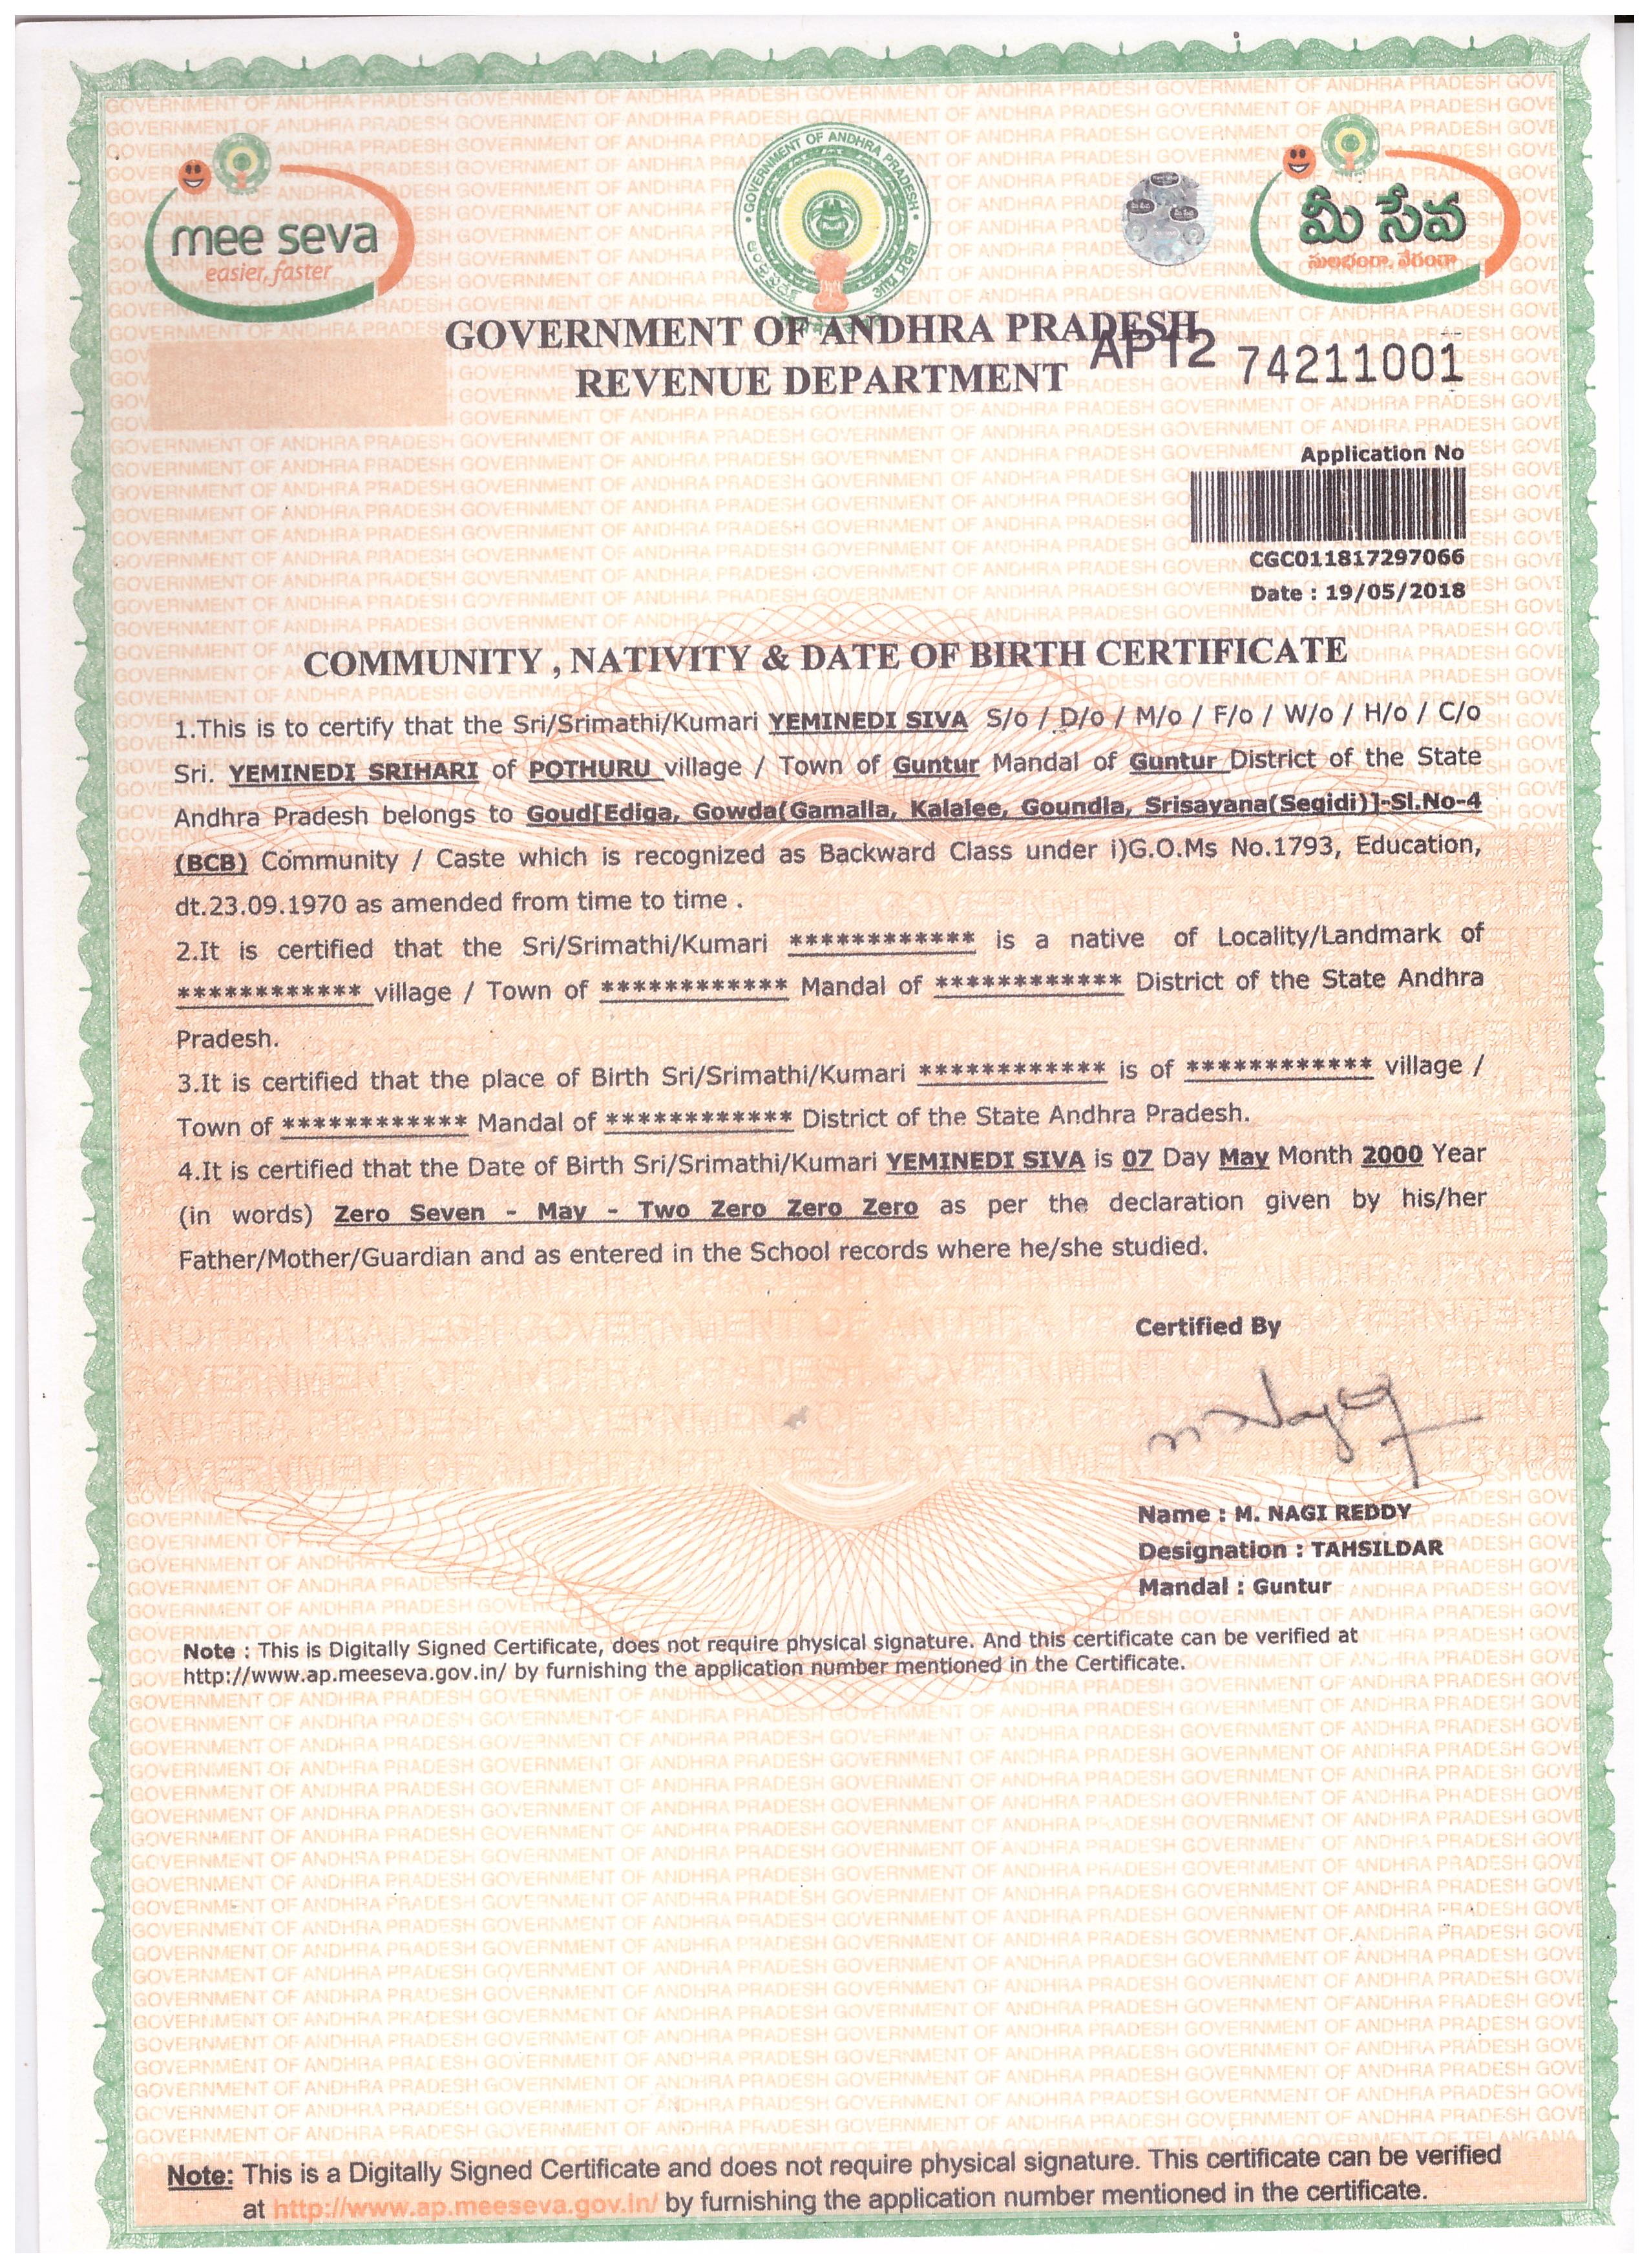 mee seva
easier, faster
GOVERNMENT OF ANDHRA PRADESH
మీ సేవ
సులభంగా, వేగంగా
GOVERNMENT OF ANDHRA PRADESH
REVENUE DEPARTMENT
AP12 74211001
Application No
CGC011817297066
Date : 19/05/2018
COMMUNITY , NATIVITY & DATE OF BIRTH CERTIFICATE
1.This is to certify that the Sri/Srimathi/Kumari YEMINEDI SIVA S/o / D/o / M/o / F/o / W/o / H/o / C/o
Sri. YEMINEDI SRIHARI of POTHURU village / Town of Guntur Mandal of Guntur District of the State
Andhra Pradesh belongs to Goud[Ediga, Gowda(Gamalla, Kalalee, Goundla, Srisayana(Segidi)]-Sl.No-4
(BCB) Community / Caste which is recognized as Backward Class under i)G.O.Ms No.1793, Education,
dt.23.09.1970 as amended from time to time .
2.It is certified that the Sri/Srimathi/Kumari ************ is a native of Locality/Landmark of
************ village / Town of ************ Mandal of ************ District of the State Andhra
Pradesh.
3.It is certified that the place of Birth Sri/Srimathi/Kumari ************ is of ************ village /
Town of ************ Mandal of ************ District of the State Andhra Pradesh.
4.It is certified that the Date of Birth Sri/Srimathi/Kumari YEMINEDI SIVA is 07 Day May Month 2000 Year
(in words) Zero Seven - May - Two Zero Zero Zero as per the declaration given by his/her
Father/Mother/Guardian and as entered in the School records where he/she studied.
Certified By
Name : M. NAGI REDDY
Designation : TAHSILDAR
Mandal : Guntur
Note : This is Digitally Signed Certificate, does not require physical signature. And this certificate can be verified at
http://www.ap.meeseva.gov.in/ by furnishing the application number mentioned in the Certificate.
Note: This is a Digitally Signed Certificate and does not require physical signature. This certificate can be verified
at http://www.ap.meeseva.gov.in/ by furnishing the application number mentioned in the certificate.